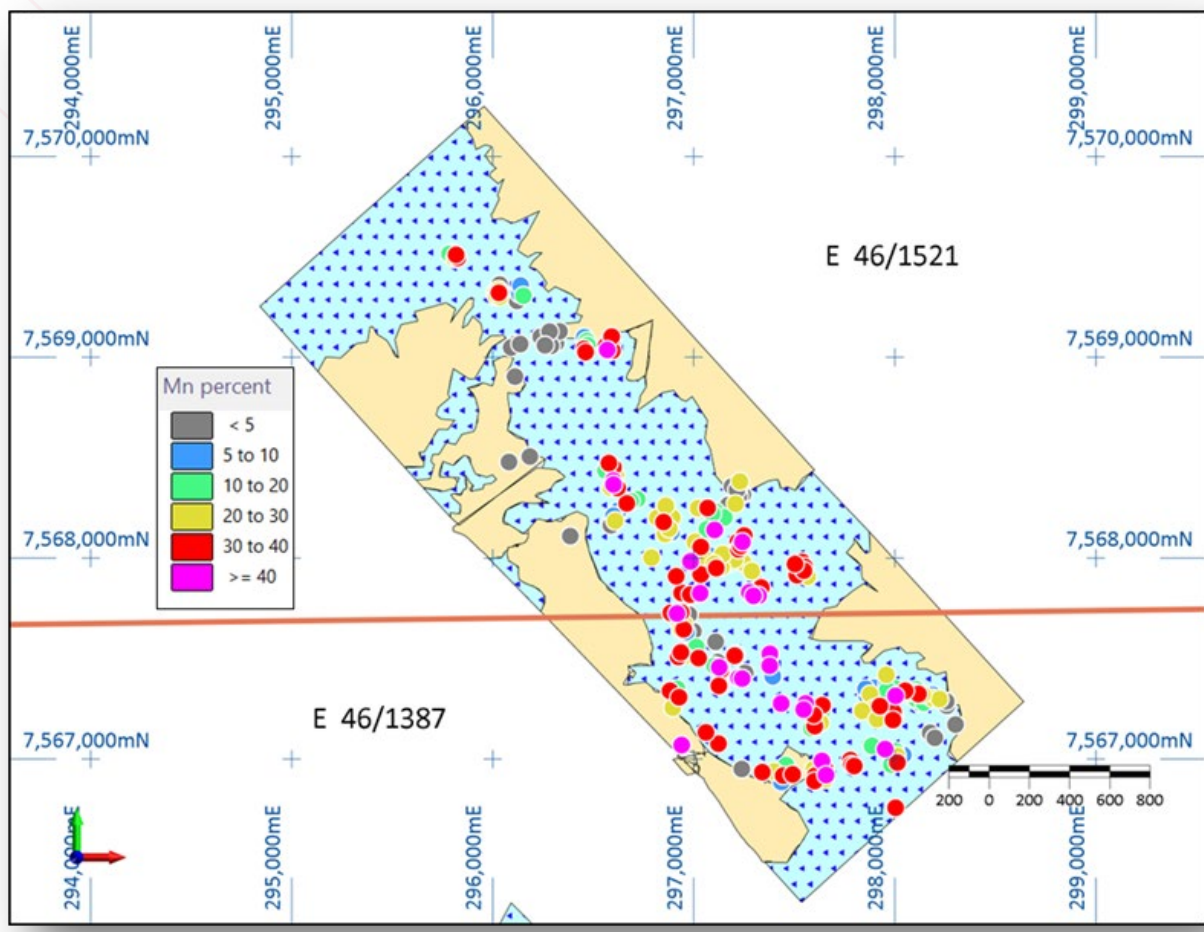 294,000mE
295,000mE
296,000mE
297,000mE
298,000mE
299,000mE
7,570,000mN
7,570,000mN
E 46/1521
7,569,000mN
7,569,000mN
Mn percent
< 5
5 to 10
10 to 20
20 to 30
30 to 40
>= 40
7,568,000mN
7,568,000mN
E 46/1387
7,567,000mN
7,567,000mN
200 0 200 400 600 800
294,000mE
295,000mE
296,000mE
297,000mE
298,000mE
299,000mE